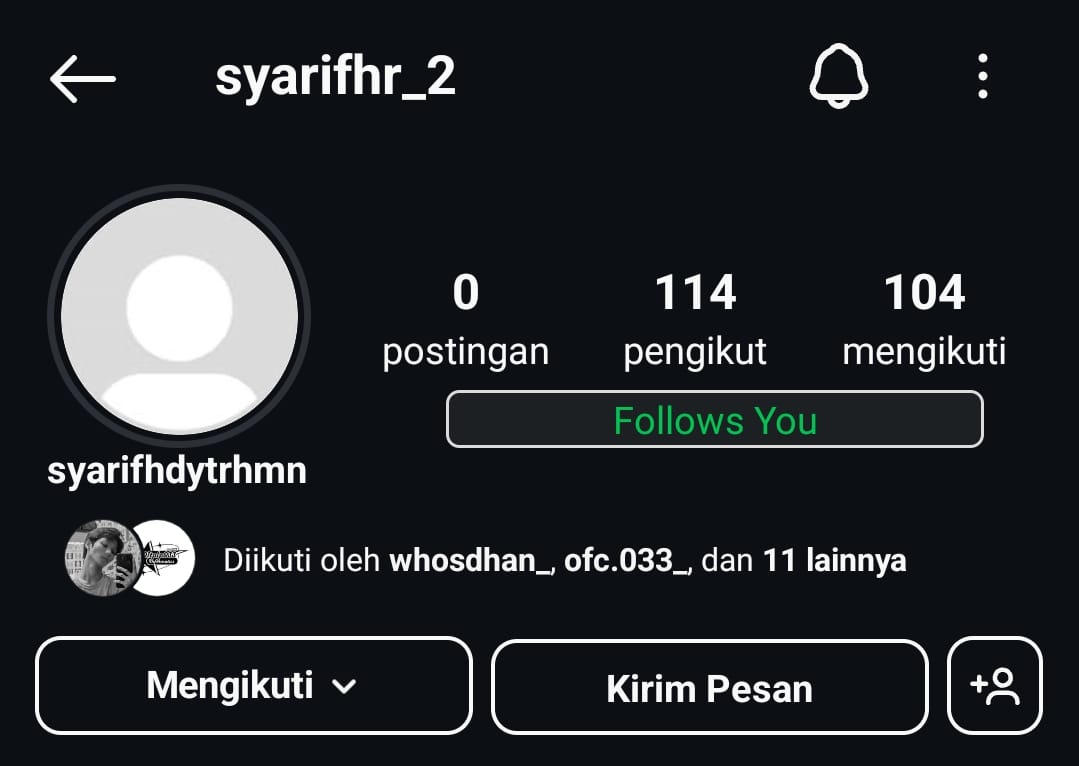 syarifhr_2
0 114 104
postingan pengikut mengikuti
Follows You
syarifhdytrhmn
Diikuti oleh whosdhan_, ofc.033_, dan 11 lainnya
Mengikuti Kirim Pesan